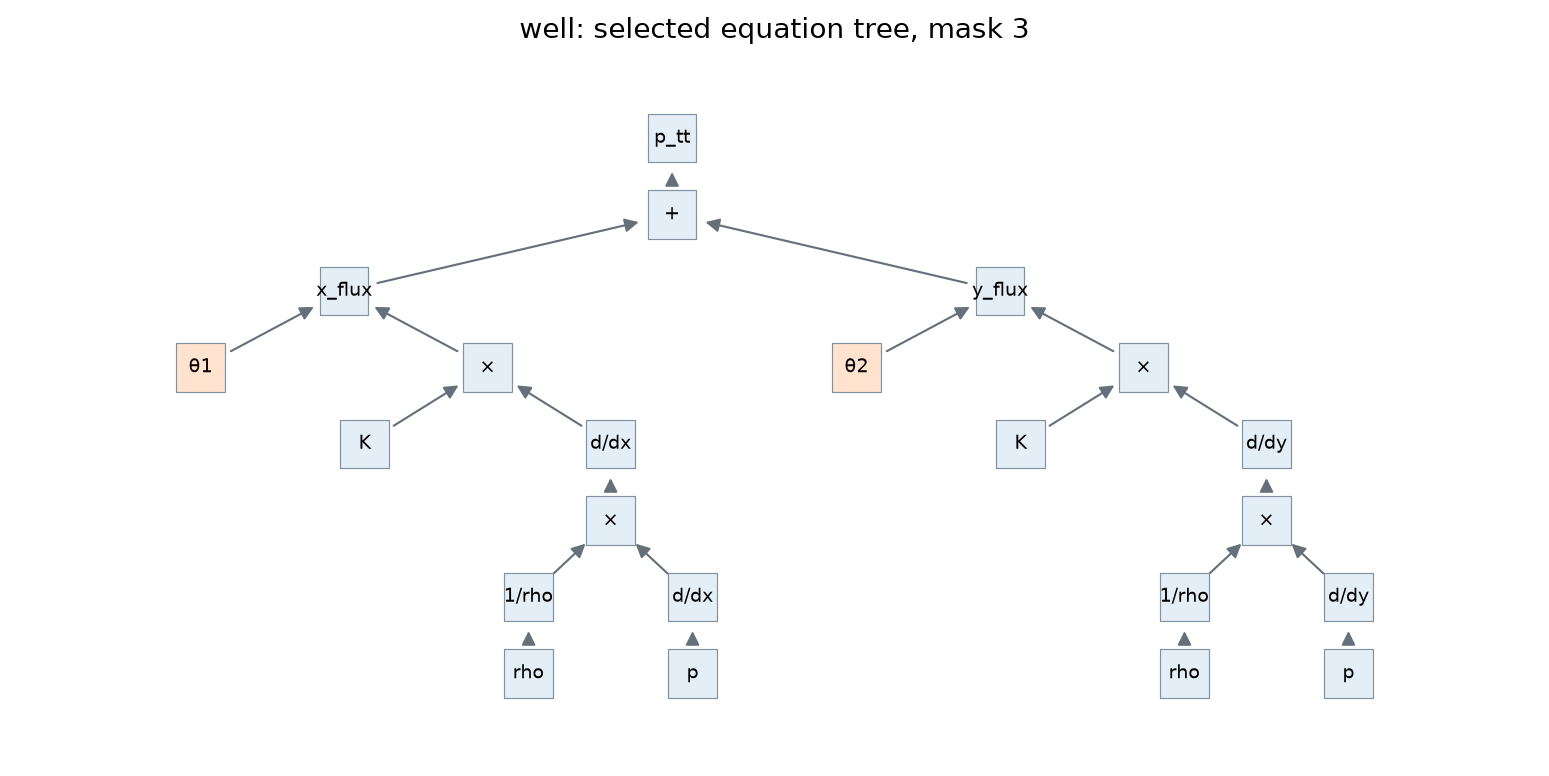 well: selected equation tree, mask 3
p_tt
+
x_flux
y_flux
θ1
×
θ2
×
K
d/dx
K
d/dy
×
×
1/rho
d/dx
1/rho
d/dy
rho
p
rho
p